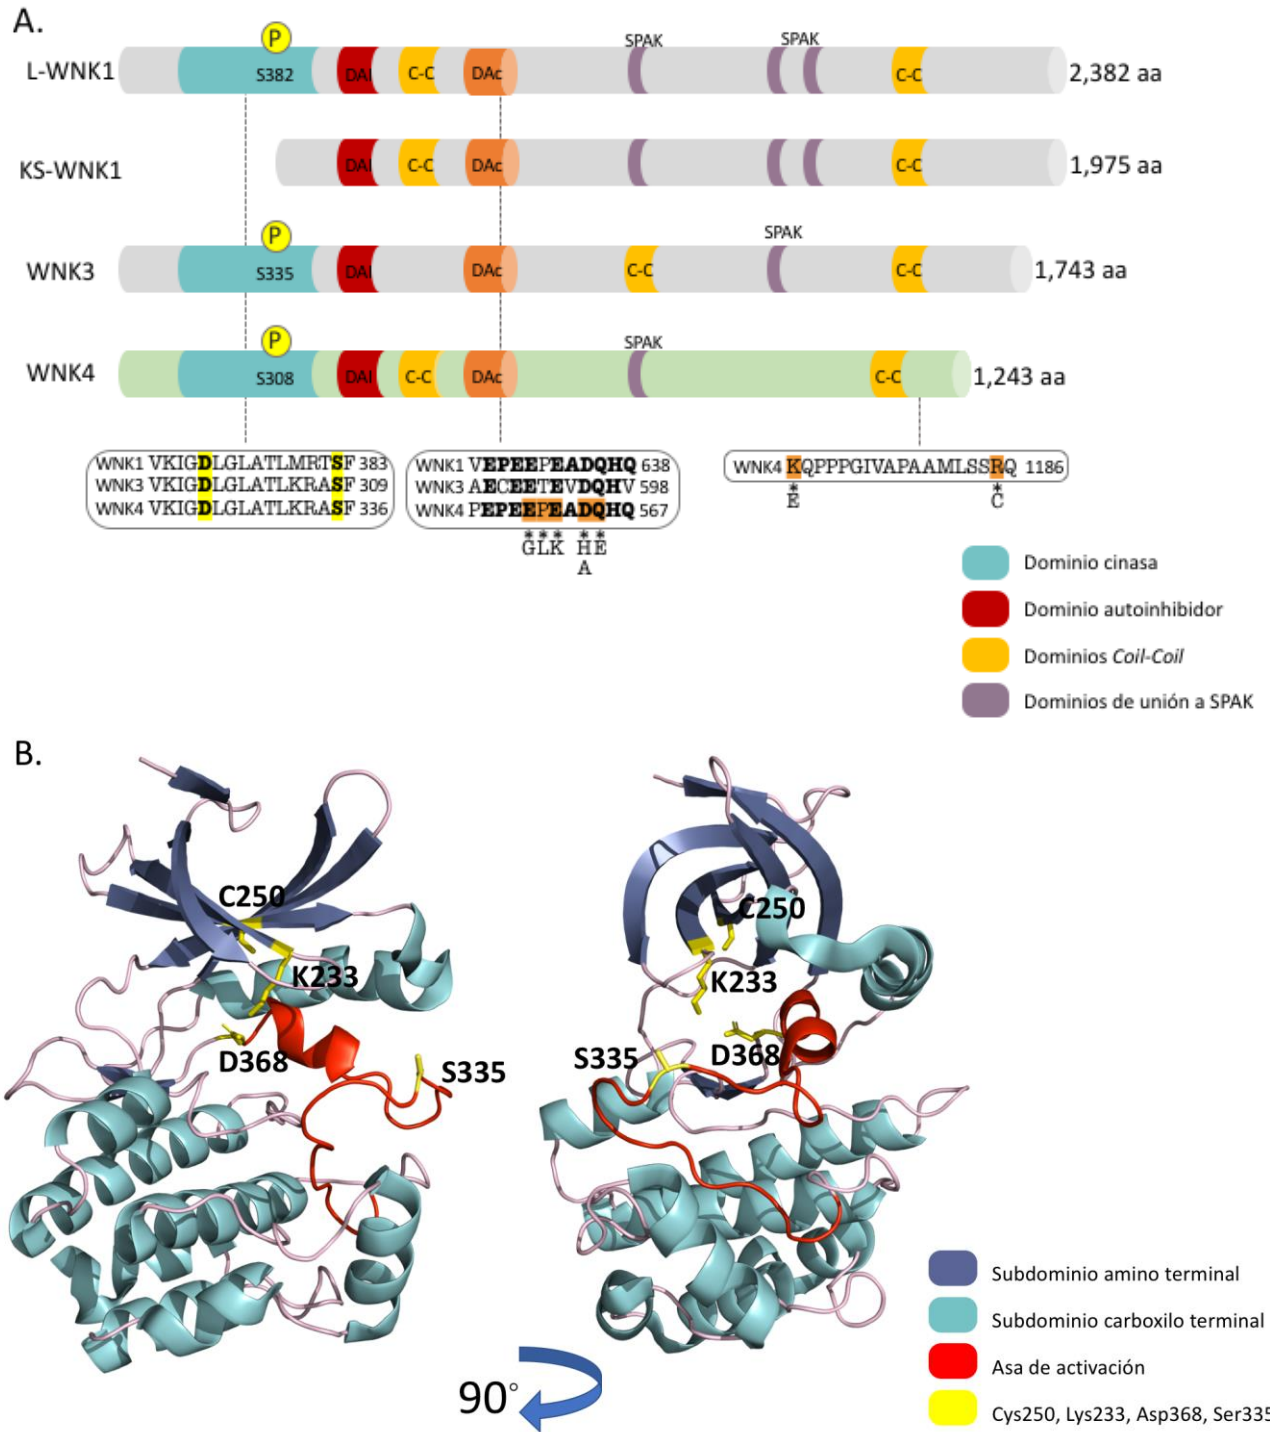 A.
P
SPAK SPAK
L-WNK1 S382 DAI C-C DAc C-C 2,382 aa
KS-WNK1 DAI C-C DAc C-C 1,975 aa
P
SPAK
WNK3 S335 DAI DAc C-C C-C 1,743 aa
P
SPAK
WNK4 S308 DAI C-C DAc C-C 1,243 aa
WNK1 VKIGDLGLATLMRTSF 383
WNK3 VKIGDLGLATLKRASF 309
WNK4 VKIGDLGLATLKRASF 336
WNK1 VEPEEPEADQHQ 638
WNK3 AECEETEVDQHV 598
WNK4 PEPEEPEADQHQ 567
*** **
GLK HE
A
WNK4 KQPPPGIVAPAAMLSSRQ 1186
* *
E C
Dominio cinasa
Dominio autoinhibidor
Dominios Coil-Coil
Dominios de unión a SPAK
B.
C250
K233
D368
S335
C250
K233
S335
D368
90°
Subdominio amino terminal
Subdominio carboxilo terminal
Asa de activación
Cys250, Lys233, Asp368, Ser335